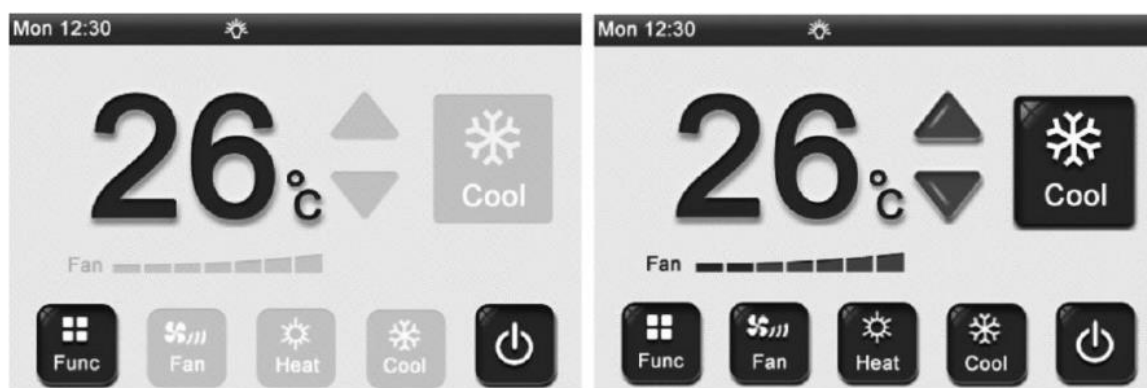 Mon 12:30
26 °C
Cool
Fan
Func Fan Heat Cool
Mon 12:30
26 °C
Cool
Fan
Func Fan Heat Cool